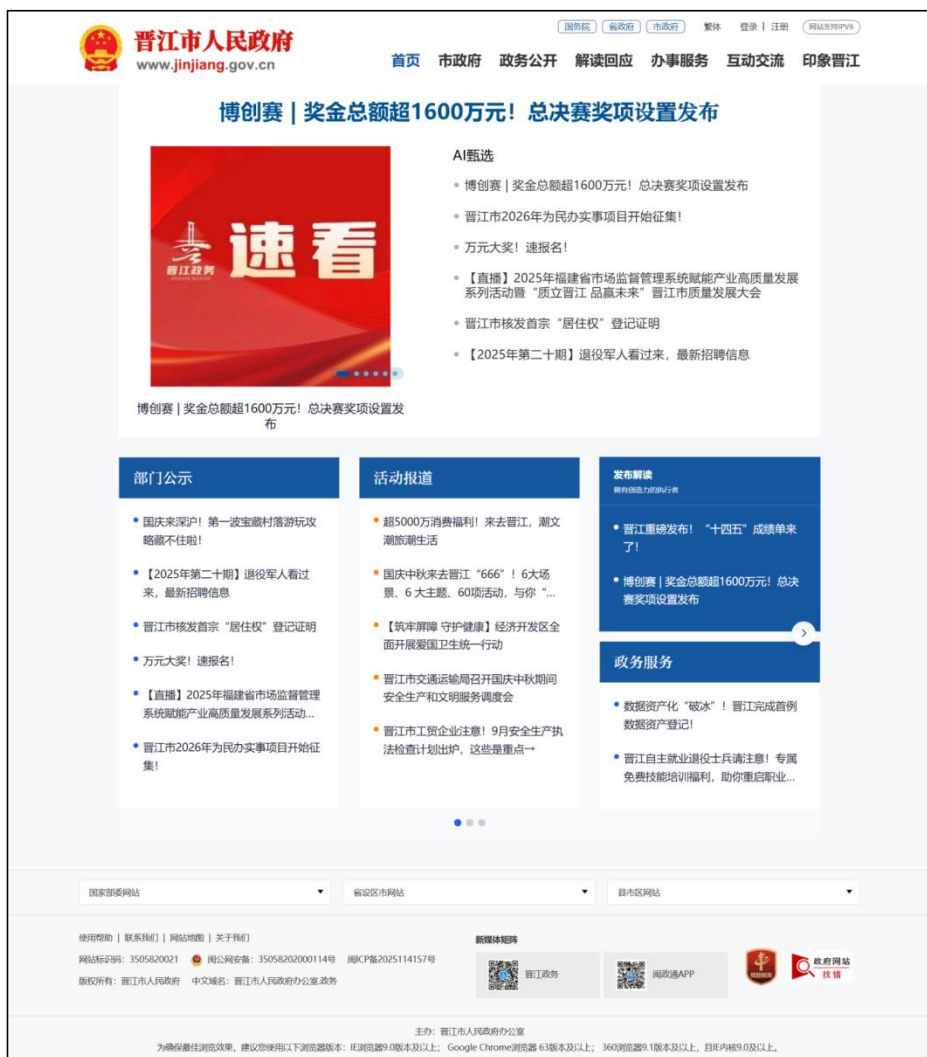 国务院 省政府 市政府 繁体 登录 | 注册 网站支持IPV6
晋江市人民政府
www.jinjiang.gov.cn
首页 市政府 政务公开 解读回应 办事服务 互动交流 印象晋江
博创赛 | 奖金总额超1600万元！总决赛奖项设置发布
晋江政务
速看
博创赛 | 奖金总额超1600万元！总决赛奖项设置发
布
AI甄选
博创赛 | 奖金总额超1600万元！总决赛奖项设置发布
晋江市2026年为民办实事项目开始征集！
万元大奖！速报名！
【直播】2025年福建省市场监督管理系统赋能产业高质量发展
系列活动暨“质立晋江 品赢未来”晋江市质量发展大会
晋江市核发首宗“居住权”登记证明
【2025年第二十期】退役军人看过来，最新招聘信息
部门公示
国庆来深沪！第一波宝藏村落游玩攻
略藏不住啦！
【2025年第二十期】退役军人看过
来，最新招聘信息
晋江市核发首宗“居住权”登记证明
万元大奖！速报名！
【直播】2025年福建省市场监督管理
系统赋能产业高质量发展系列活动...
晋江市2026年为民办实事项目开始征
集！
活动报道
超5000万消费福利！来去晋江，潮文
潮旅潮生活
国庆中秋来去晋江“666”！6大场
景、6 大主题、60项活动，与你“...
【筑牢屏障 守护健康】经济开发区全
面开展爱国卫生统一行动
晋江市交通运输局召开国庆中秋期间
安全生产和文明服务调度会
晋江市工贸企业注意！9月安全生产执
法检查计划出炉，这些是重点→
发布解读
拥有创造力的执行者
晋江重磅发布！“十四五”成绩单来
了！
博创赛 | 奖金总额超1600万元！总决
赛奖项设置发布
政务服务
数据资产化“破冰”！晋江完成首例
数据资产登记！
晋江自主就业退役士兵请注意！专属
免费技能培训福利，助你重启职业...
国家部委网站 省设区市网站 县市区网站
使用帮助 | 联系我们 | 网站地图 | 关于我们
网站标识码：3505820021 闽公网安备：35058202000114号 闽ICP备2025114157号
版权所有：晋江市人民政府 中文域名：晋江市人民政府办公室.政务
新媒体矩阵
晋江政务 闽政通APP
政府网站
找错
主办：晋江市人民政府办公室
为确保最佳浏览效果，建议您使用以下浏览器版本：IE浏览器9.0版本及以上； Google Chrome浏览器 63版本及以上； 360浏览器9.1版本及以上，且IE内核9.0及以上。